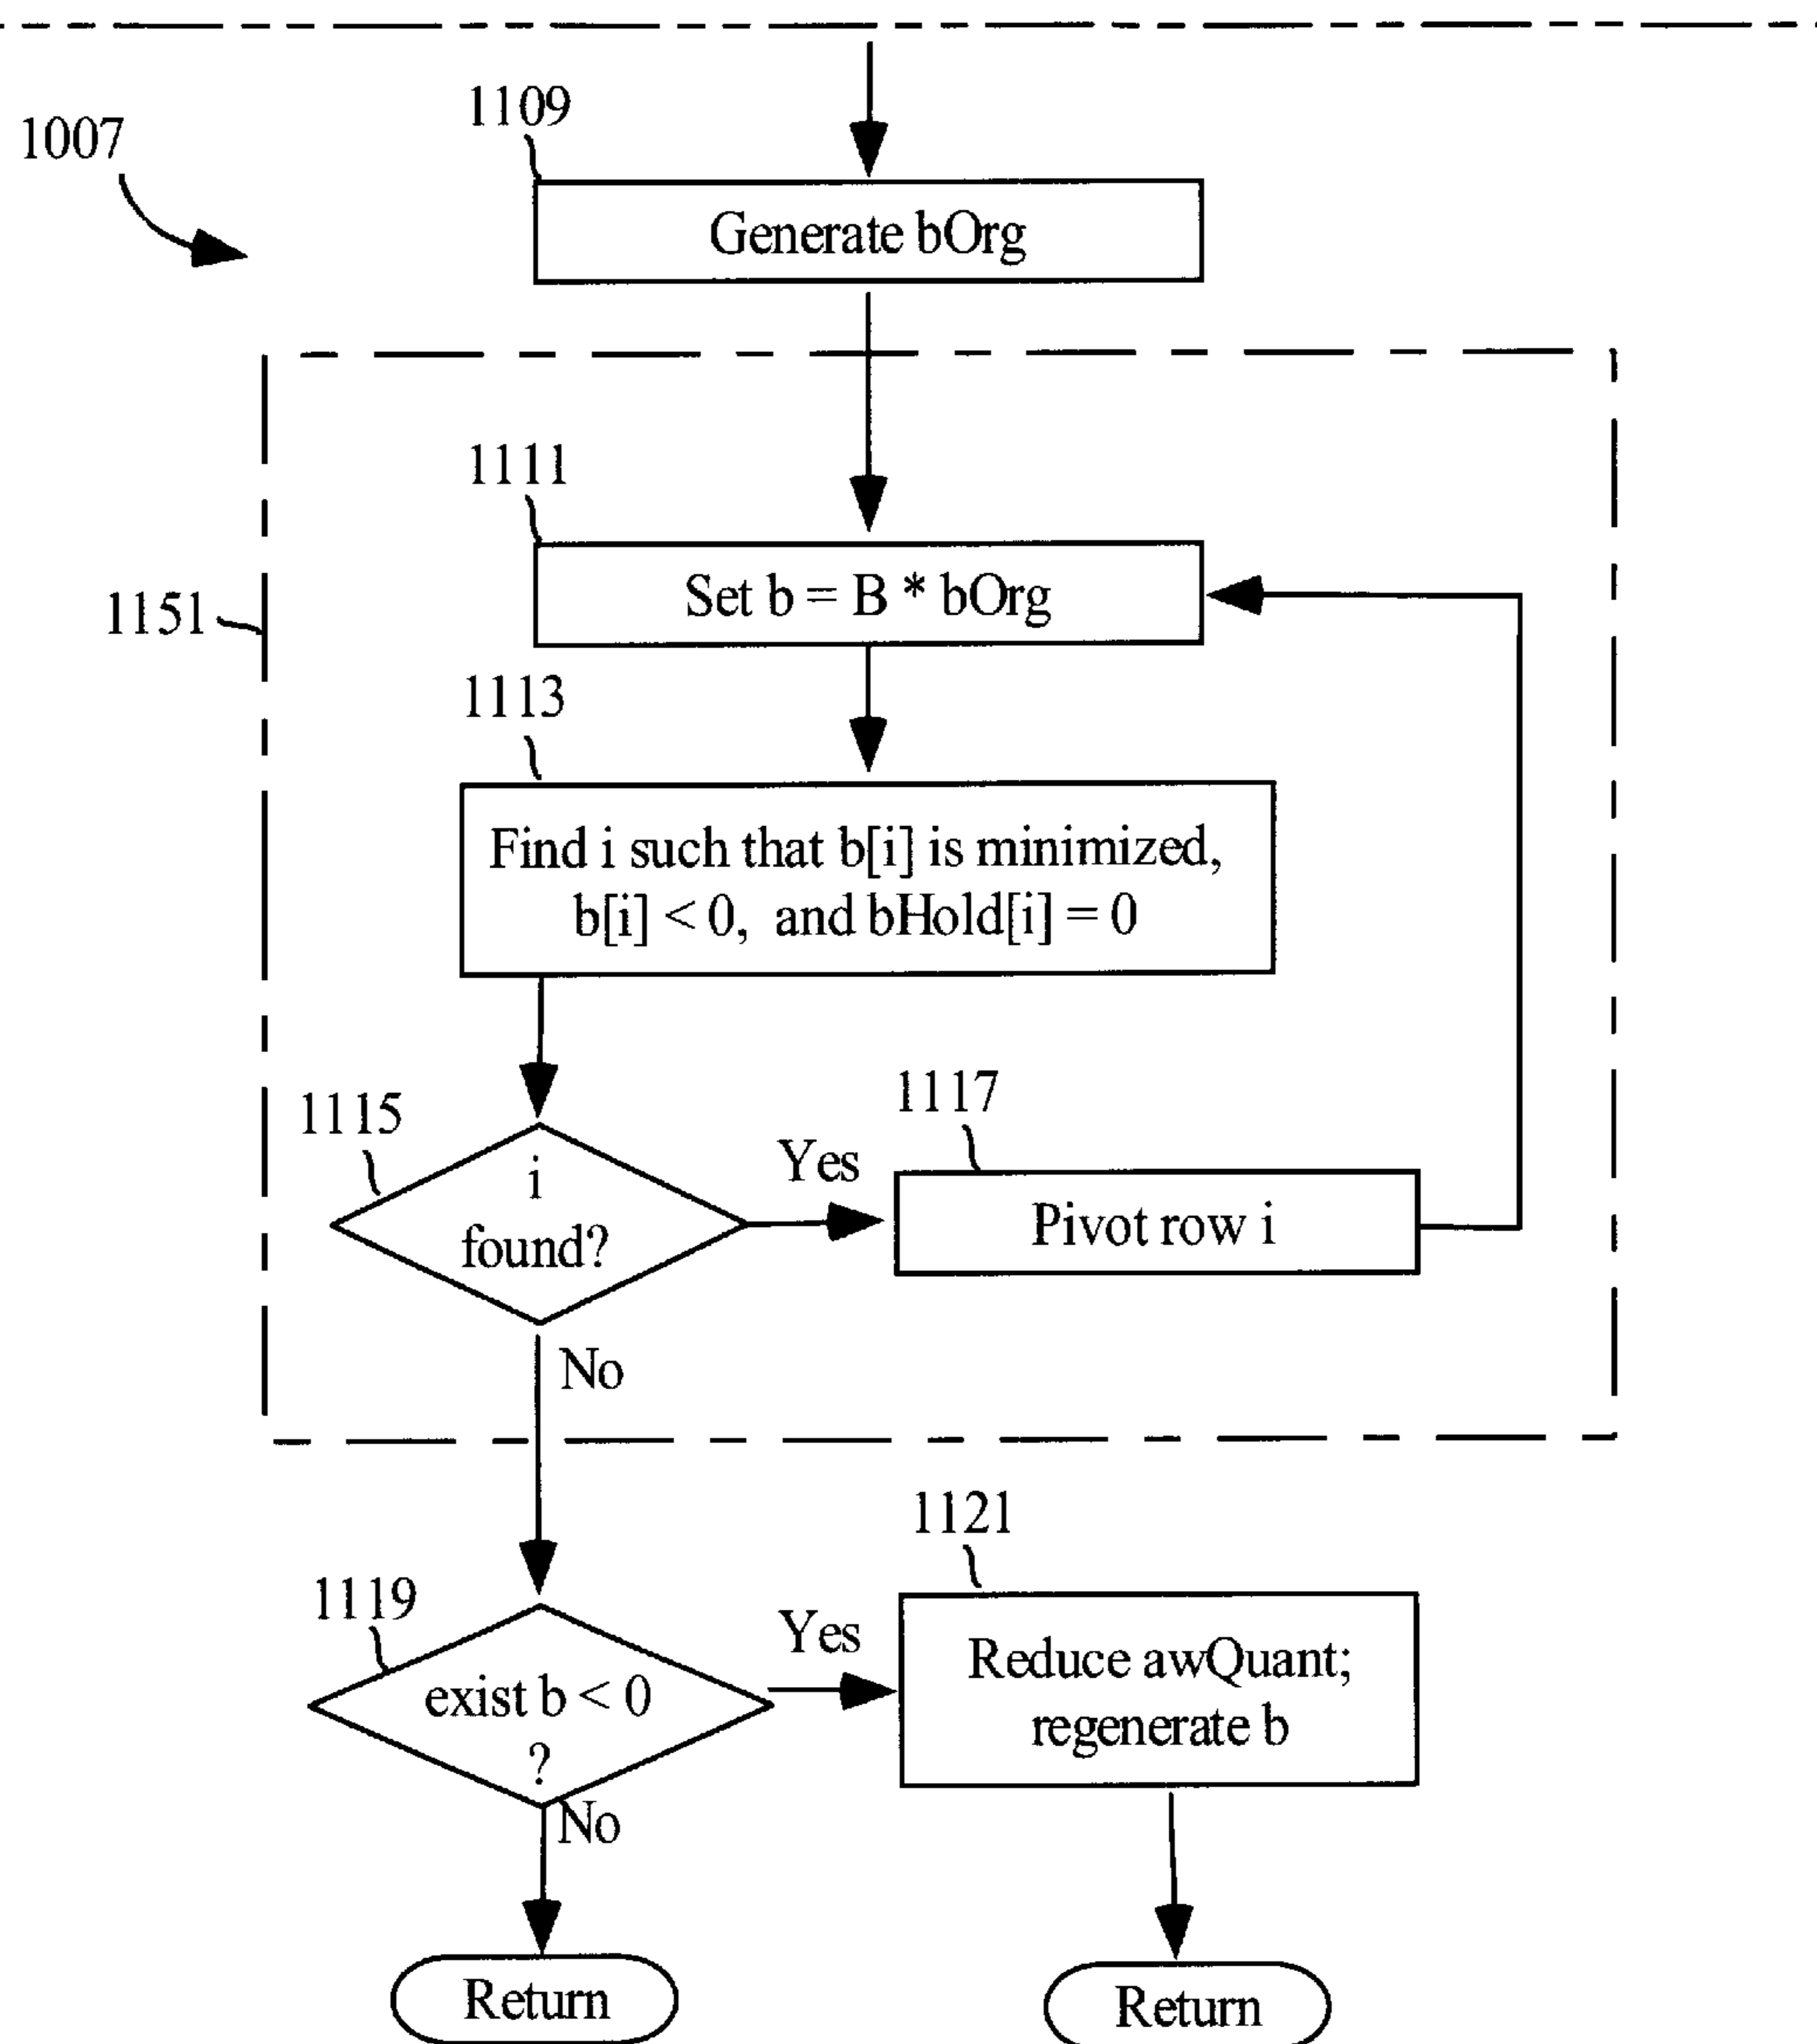 1007
1109
Generate bOrg
1111
Set b = B * bOrg
1151
1113
Find i such that b[i] is minimized,
b[i] < 0, and bHold[i] = 0
1115
i
found?
Yes
1117
Pivot row i
No
1119
exist b < 0
?
Yes
1121
Reduce awQuant;
regenerate b
No
Return
Return